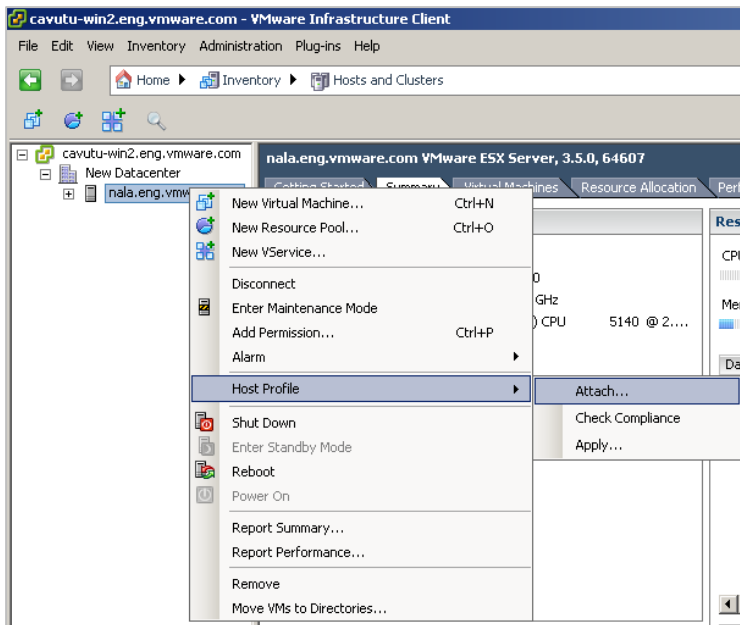 cavutu-win2.eng.vmware.com - VMware Infrastructure Client
File Edit View Inventory Administration Plug-ins Help
Home Inventory Hosts and Clusters
cavutu-win2.eng.vmware.com
New Datacenter
nala.eng.vmw
nala.eng.vmware.com VMware ESX Server, 3.5.0, 64607
Getting Started Summary Virtual Machines Resource Allocation
New Virtual Machine... Ctrl+N
New Resource Pool... Ctrl+O
New VService...
Disconnect
Enter Maintenance Mode
Add Permission... Ctrl+P
Alarm
Host Profile
Shut Down
Enter Standby Mode
Reboot
Power On
Report Summary...
Report Performance...
Remove
Move VMs to Directories...
Attach...
Check Compliance
Apply...
0
GHz
) CPU 5140 @ 2....
Res
CPU
Me
Da